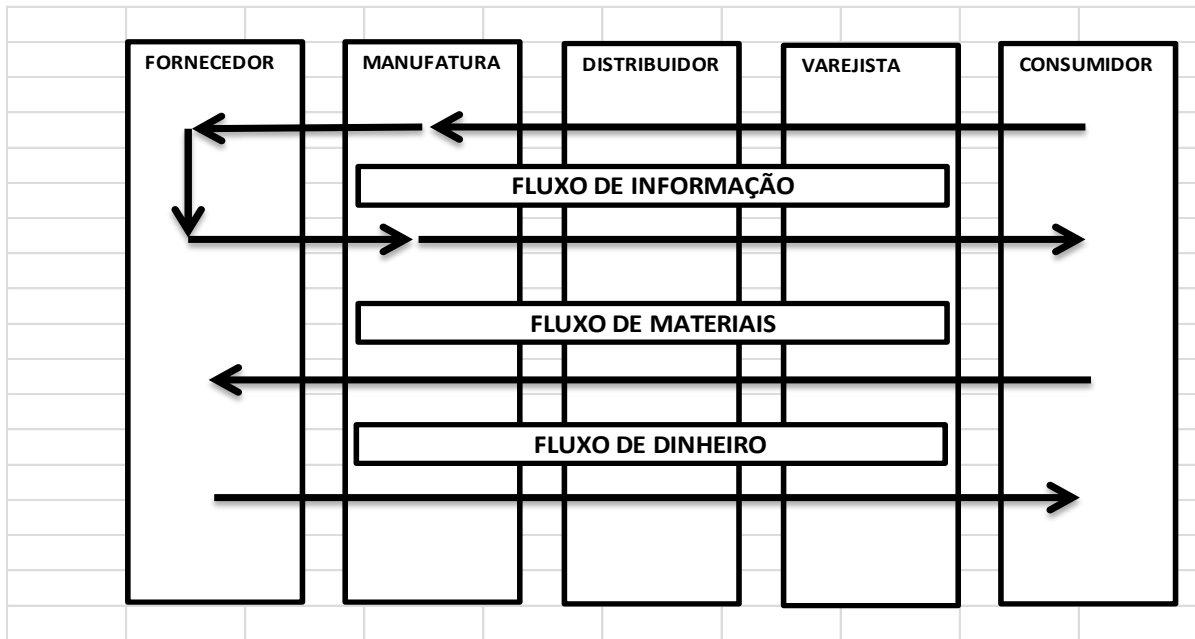 FORNECEDOR
MANUFATURA
DISTRIBUIDOR
VAREJISTA
CONSUMIDOR
FLUXO DE INFORMAÇÃO
FLUXO DE MATERIAIS
FLUXO DE DINHEIRO